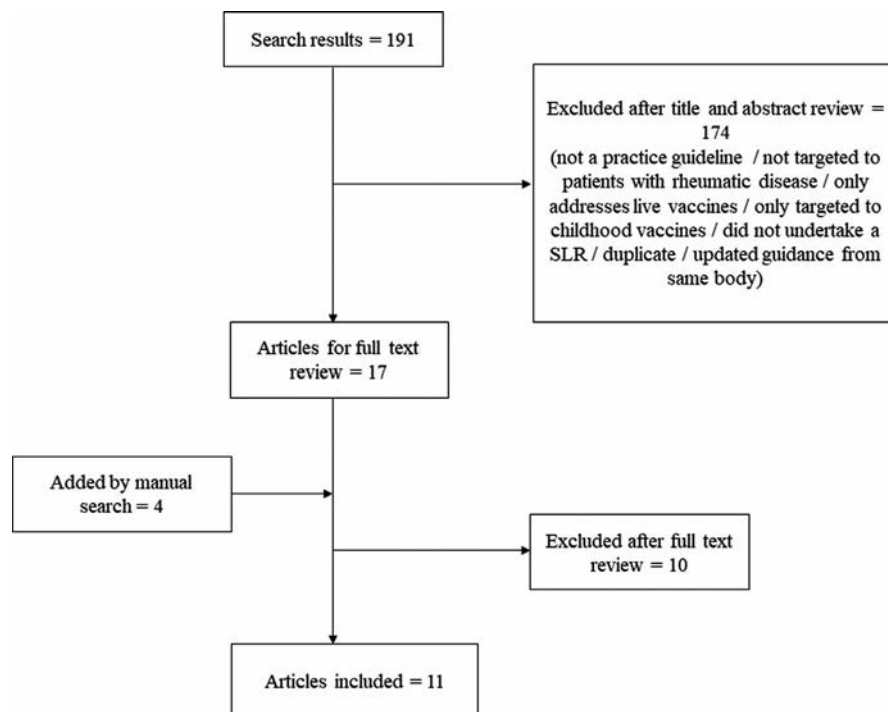 Search results = 191
Excluded after title and abstract review =
174
(not a practice guideline / not targeted to
patients with rheumatic disease / only
addresses live vaccines / only targeted to
childhood vaccines / did not undertake a
SLR / duplicate / updated guidance from
same body)
Articles for full text
review = 17
Added by manual
search = 4
Excluded after full text
review = 10
Articles included = 11